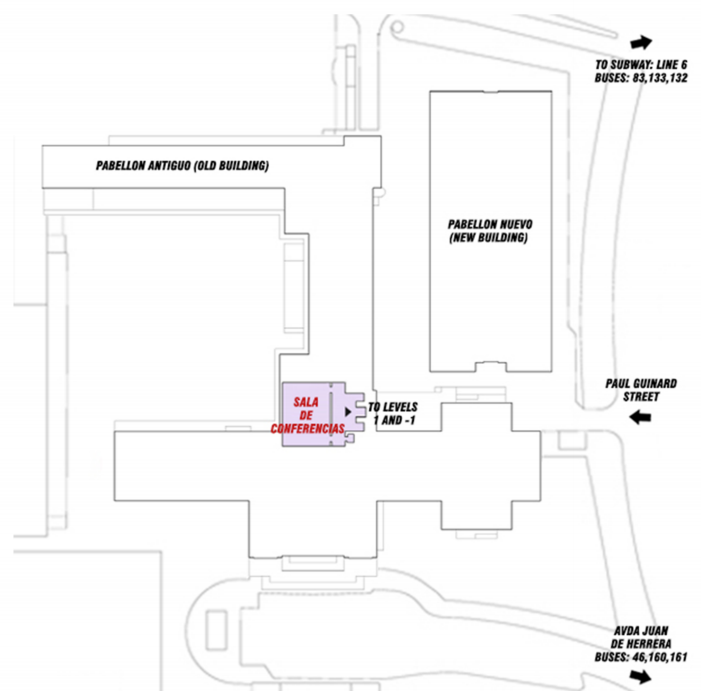 TO SUBWAY: LINE 6
BUSES: 83,133,132
PABELLON ANTIGUO (OLD BUILDING)
PABELLON NUEVO
(NEW BUILDING)
PAUL GUINARD
STREET
SALA
DE
CONFERENCIAS
TO LEVELS
1 AND -1
AVDA JUAN
DE HERRERA
BUSES: 46,160,161